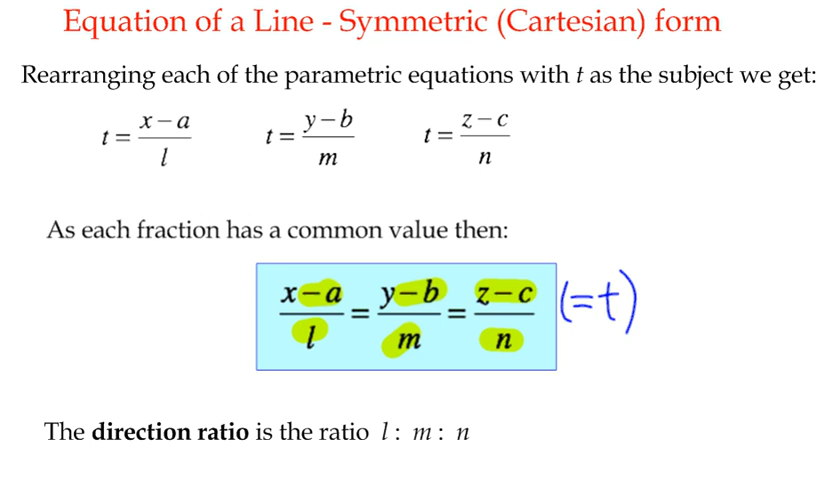 Equation of a Line - Symmetric (Cartesian) form
Rearranging each of the parametric equations with t as the subject we get:
t = (x − a)/l   t = (y − b)/m   t = (z − c)/n
As each fraction has a common value then:
(x − a)/l = (y − b)/m = (z − c)/n (=t)
The direction ratio is the ratio l : m : n